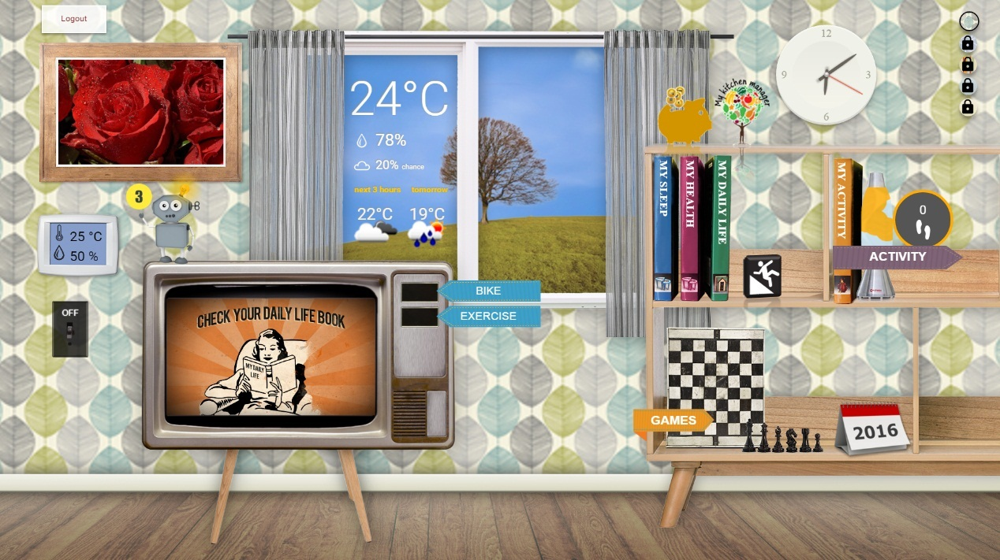 Logout
12
3
6
9
My kitchen manager
24°C
78%
20% chance
next 3 hours
tomorrow
22°C
19°C
3
25 °C
50 %
OFF
CHECK YOUR DAILY LIFE BOOK
MY DAILY
LIFE
BIKE
EXERCISE
MY SLEEP
MY HEALTH
MY DAILY LIFE
MY ACTIVITY
0
ACTIVITY
GAMES
2016